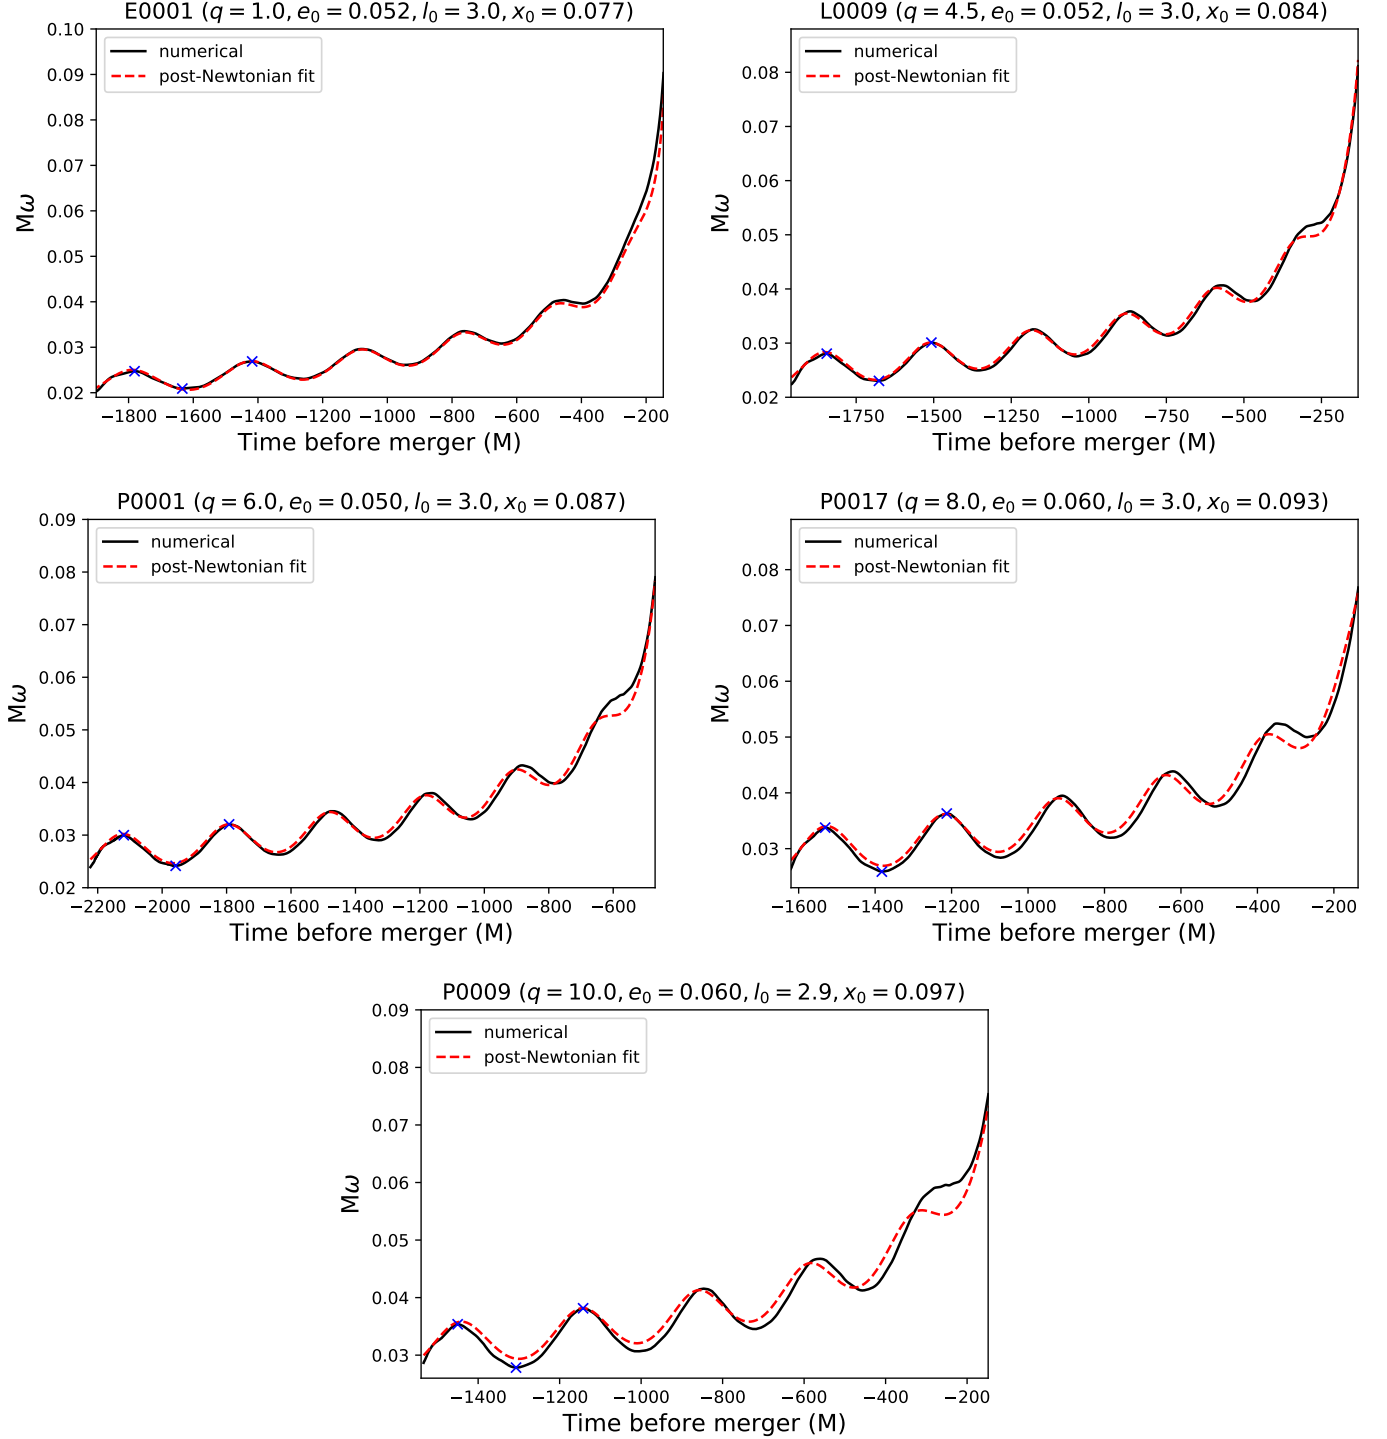 E0001 (q = 1.0, e₀ = 0.052, l₀ = 3.0, x₀ = 0.077)
numerical
post-Newtonian fit
0.10
0.09
0.08
0.07
0.06
0.05
0.04
0.03
0.02
Mω
−1800 −1600 −1400 −1200 −1000 −800 −600 −400 −200
Time before merger (M)
L0009 (q = 4.5, e₀ = 0.052, l₀ = 3.0, x₀ = 0.084)
numerical
post-Newtonian fit
0.08
0.07
0.06
0.05
0.04
0.03
0.02
Mω
−1750 −1500 −1250 −1000 −750 −500 −250
Time before merger (M)
P0001 (q = 6.0, e₀ = 0.050, l₀ = 3.0, x₀ = 0.087)
numerical
post-Newtonian fit
0.09
0.08
0.07
0.06
0.05
0.04
0.03
0.02
Mω
−2200 −2000 −1800 −1600 −1400 −1200 −1000 −800 −600
Time before merger (M)
P0017 (q = 8.0, e₀ = 0.060, l₀ = 3.0, x₀ = 0.093)
numerical
post-Newtonian fit
0.08
0.07
0.06
0.05
0.04
0.03
Mω
−1600 −1400 −1200 −1000 −800 −600 −400 −200
Time before merger (M)
P0009 (q = 10.0, e₀ = 0.060, l₀ = 2.9, x₀ = 0.097)
numerical
post-Newtonian fit
0.09
0.08
0.07
0.06
0.05
0.04
0.03
Mω
−1400 −1200 −1000 −800 −600 −400 −200
Time before merger (M)